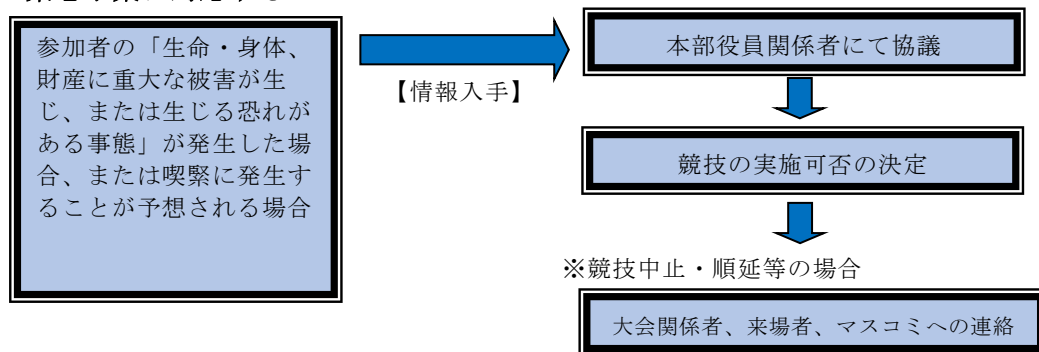 参加者の「生命・身体、
財産に重大な被害が生
じ、または生じる恐れが
ある事態」が発生した場
合、または喫緊に発生す
ることが予想される場合
【情報入手】
本部役員関係者にて協議
競技の実施可否の決定
※競技中止・順延等の場合
大会関係者、来場者、マスコミへの連絡